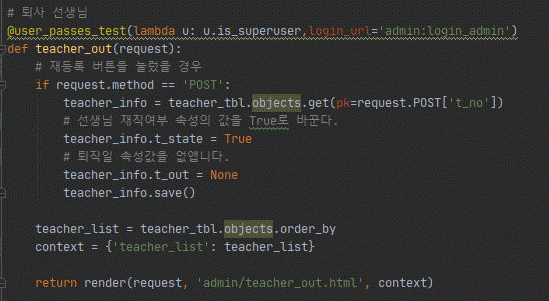 # 퇴사 선생님
@user_passes_test(lambda u: u.is_superuser,login_url='admin:login_admin')
def teacher_out(request):
    # 재등록 버튼을 눌렀을 경우
    if request.method == 'POST':
        teacher_info = teacher_tbl.objects.get(pk=request.POST['t_no'])
        # 선생님 재직여부 속성의 값을 True로 바꾼다.
        teacher_info.t_state = True
        # 퇴직일 속성값을 없앱니다.
        teacher_info.t_out = None
        teacher_info.save()
    teacher_list = teacher_tbl.objects.order_by
    context = {'teacher_list': teacher_list}
    return render(request, 'admin/teacher_out.html', context)